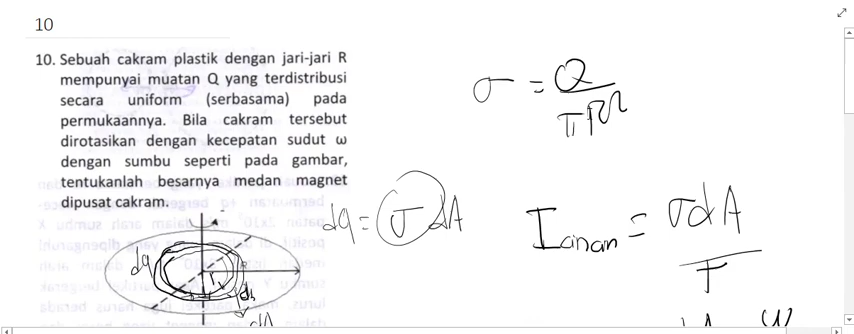 10
10. Sebuah cakram plastik dengan jari-jari R
mempunyai muatan Q yang terdistribusi
secara uniform (serbasama) pada
permukaannya. Bila cakram tersebut
dirotasikan dengan kecepatan sudut ω
dengan sumbu seperti pada gambar,
tentukanlah besarnya medan magnet
dipusat cakram.
σ = Q / πR²
dq = σ dA
I = σdA / T
dq
r
R
dA